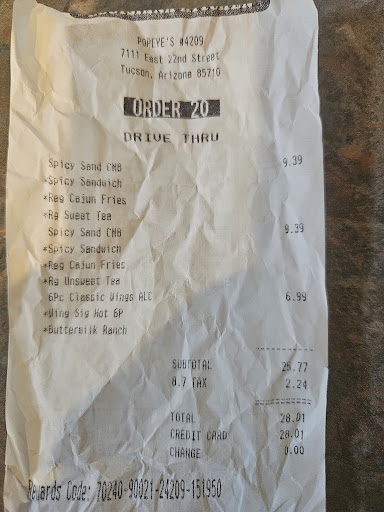 POPEYE'S #4209
7111 East 22nd Street
Tucson, Arizona 85710
ORDER 20
DRIVE THRU
Spicy Sand CMB 9.39
*Spicy Sandwich
*Reg Cajun Fries
*Rg Sweet Tea
Spicy Sand CMB 9.39
*Spicy Sandwich
*Reg Cajun Fries
*Rg Unsweet Tea
6Pc Classic Wings ALC 6.99
*Wing Sig Hot 6P
*Buttermilk Ranch
SUBTOTAL 25.77
8.7 TAX 2.24
TOTAL 28.01
CREDIT CARD 28.01
CHANGE 0.00
Rewards Code: 70240-90021-24209-151950